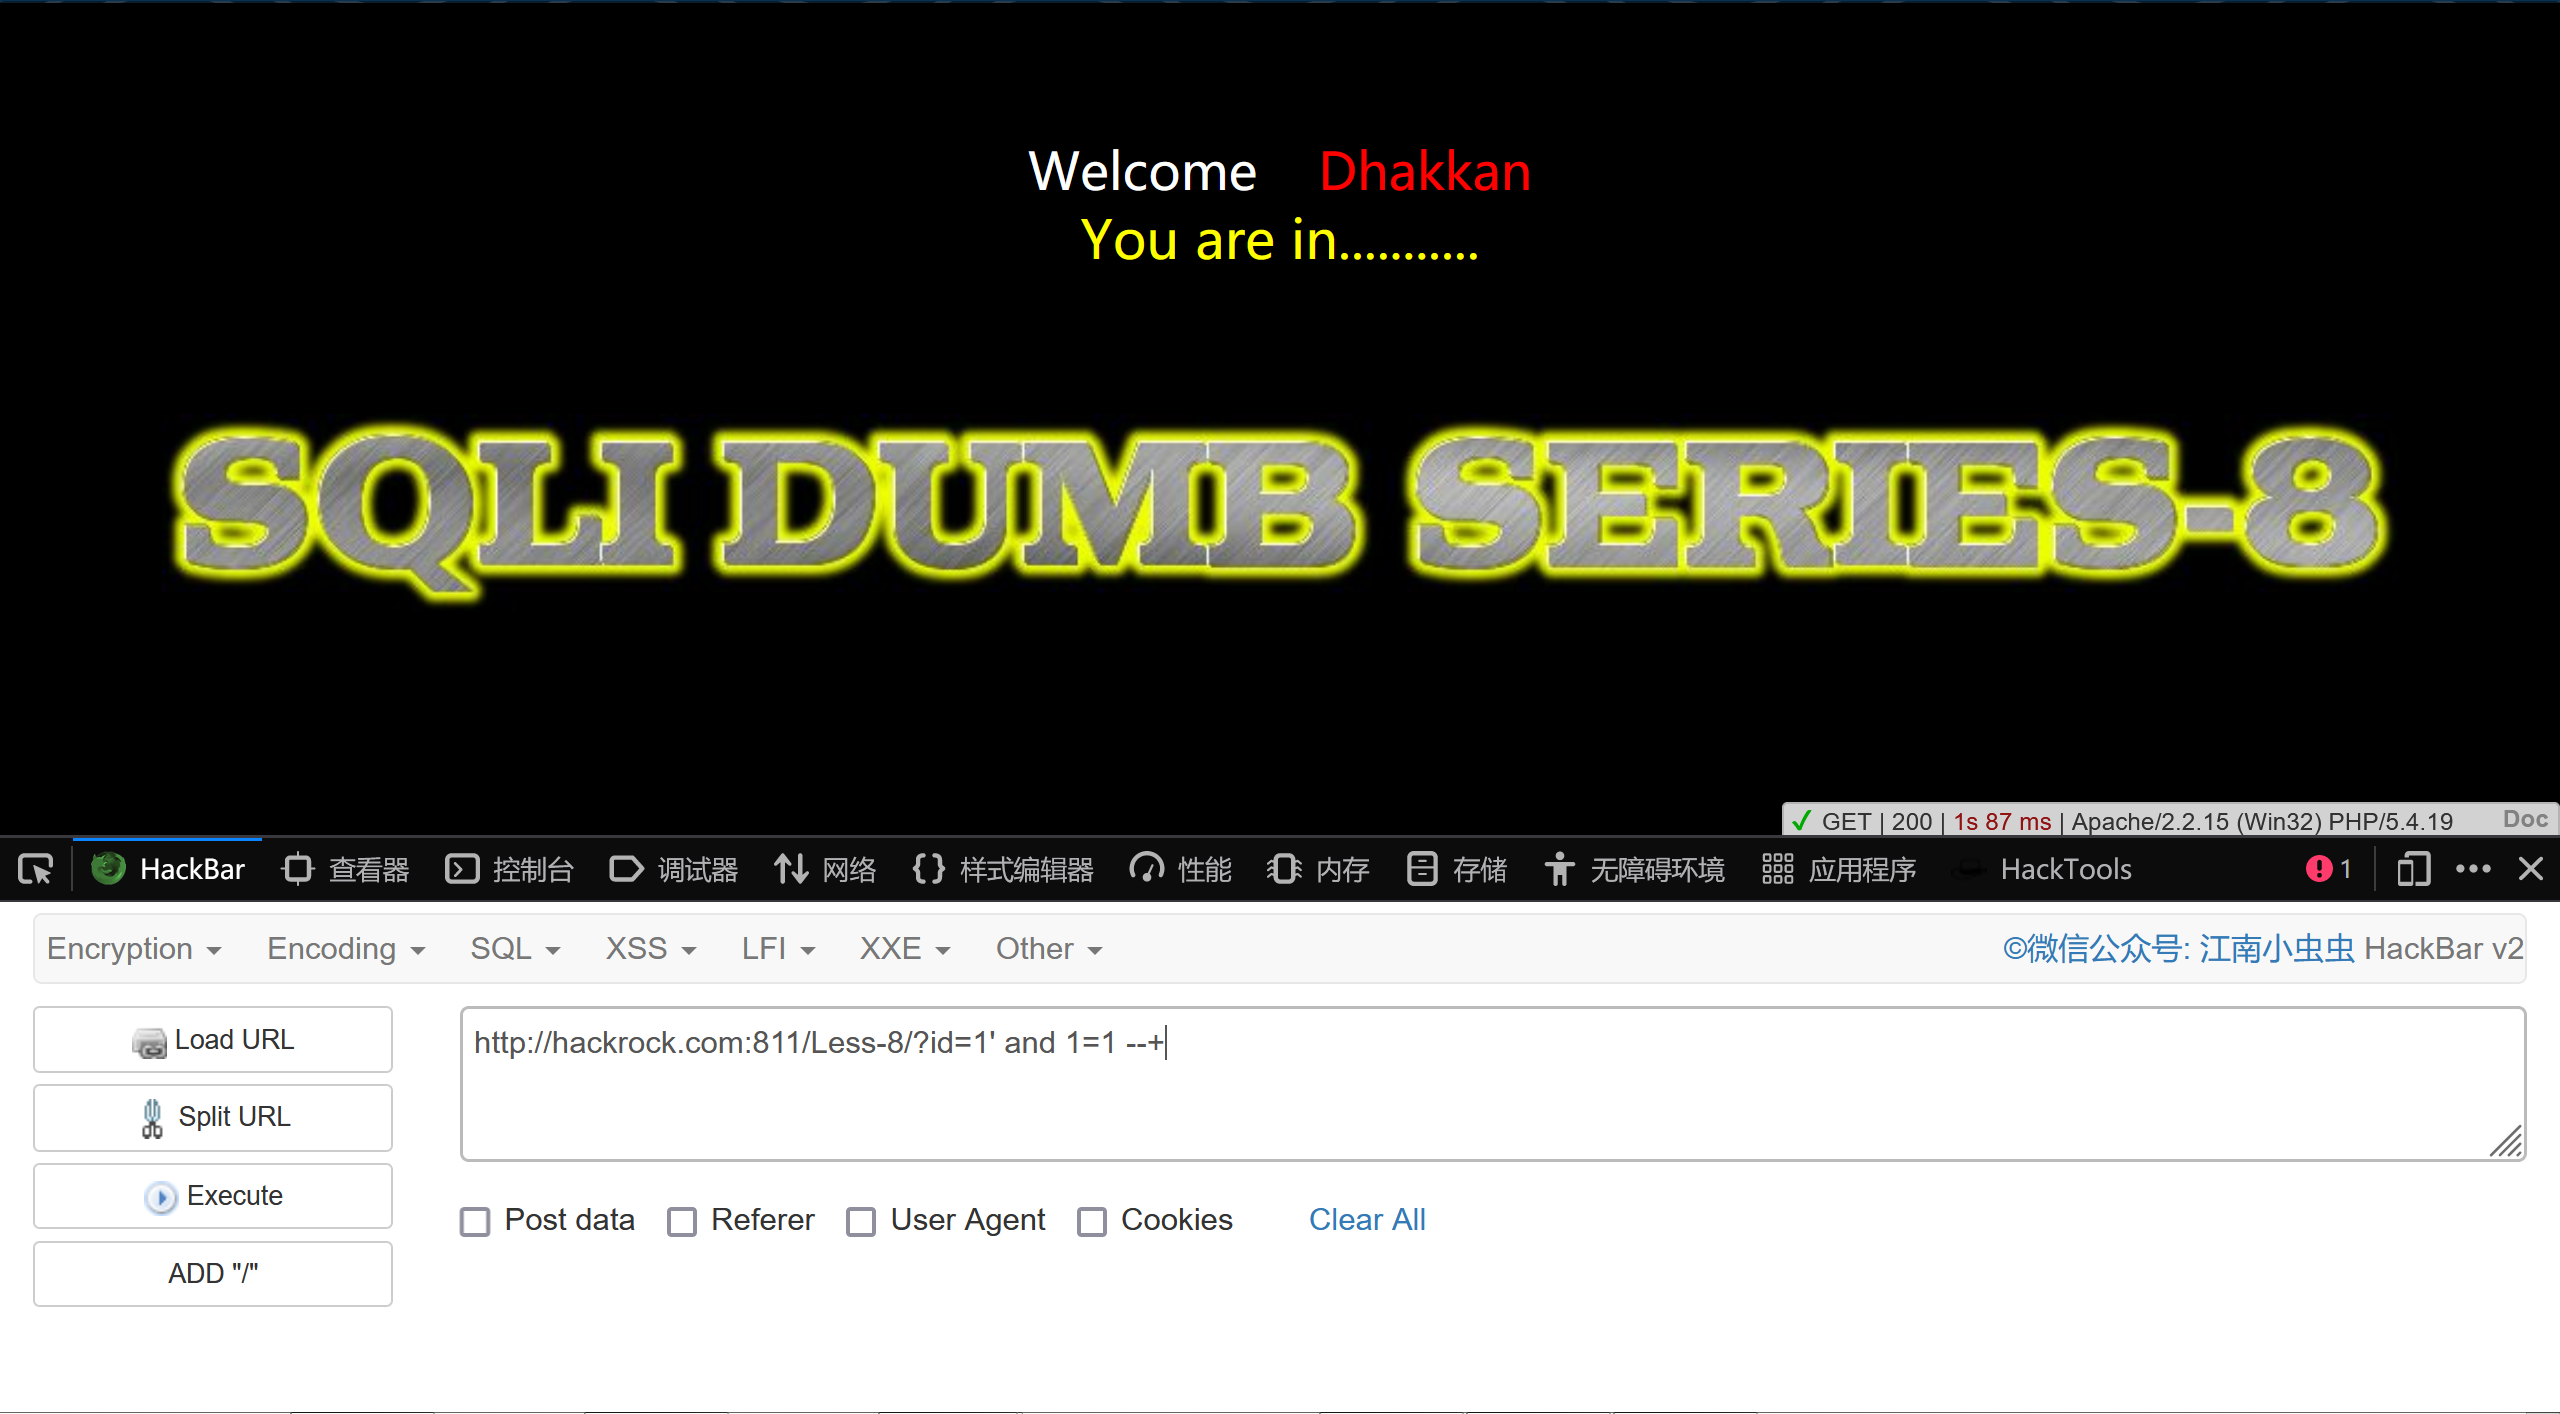 Welcome Dhakkan
You are in...........
SQLI DUMB SERIES-8
GET | 200 | 1s 87 ms | Apache/2.2.15 (Win32) PHP/5.4.19 Doc
HackBar 查看器 控制台 调试器 网络 样式编辑器 性能 内存 存储 无障碍环境 应用程序 HackTools 1
Encryption Encoding SQL XSS LFI XXE Other ©微信公众号: 江南小虫虫 HackBar v2
Load URL
http://hackrock.com:811/Less-8/?id=1' and 1=1 --+
Split URL
Execute
Post data Referer User Agent Cookies Clear All
ADD "/"